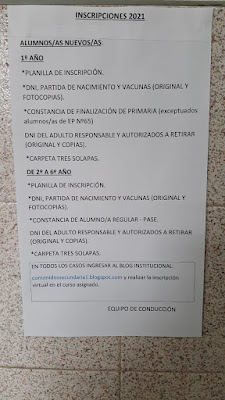 INSCRIPCIONES 2021
ALUMNOS/AS NUEVOS/AS:
1º AÑO
*PLANILLA DE INSCRIPCIÓN.
*DNI, PARTIDA DE NACIMIENTO Y VACUNAS (ORIGINAL Y
FOTOCOPIAS).
*CONSTANCIA DE FINALIZACIÓN DE PRIMARIA (exceptuados
alumnos/as de EP Nº65)
DNI DEL ADULTO RESPONSABLE Y AUTORIZADOS A RETIRAR
(ORIGINAL Y COPIAS).
*CARPETA TRES SOLAPAS.
DE 2º A 6º AÑO
*PLANILLA DE INSCRIPCIÓN.
*DNI, PARTIDA DE NACIMIENTO Y VACUNAS (ORIGINAL Y
FOTOCOPIAS).
*CONSTANCIA DE ALUMNO/A REGULAR - PASE.
DNI DEL ADULTO RESPONSABLE Y AUTORIZADOS A RETIRAR
(ORIGINAL Y COPIAS).
*CARPETA TRES SOLAPAS.
EN TODOS LOS CASOS INGRESAR AL BLOG INSTITUCIONAL:
y realizar la inscripción
virtual en el curso asignado.
EQUIPO DE CONDUCCIÓN